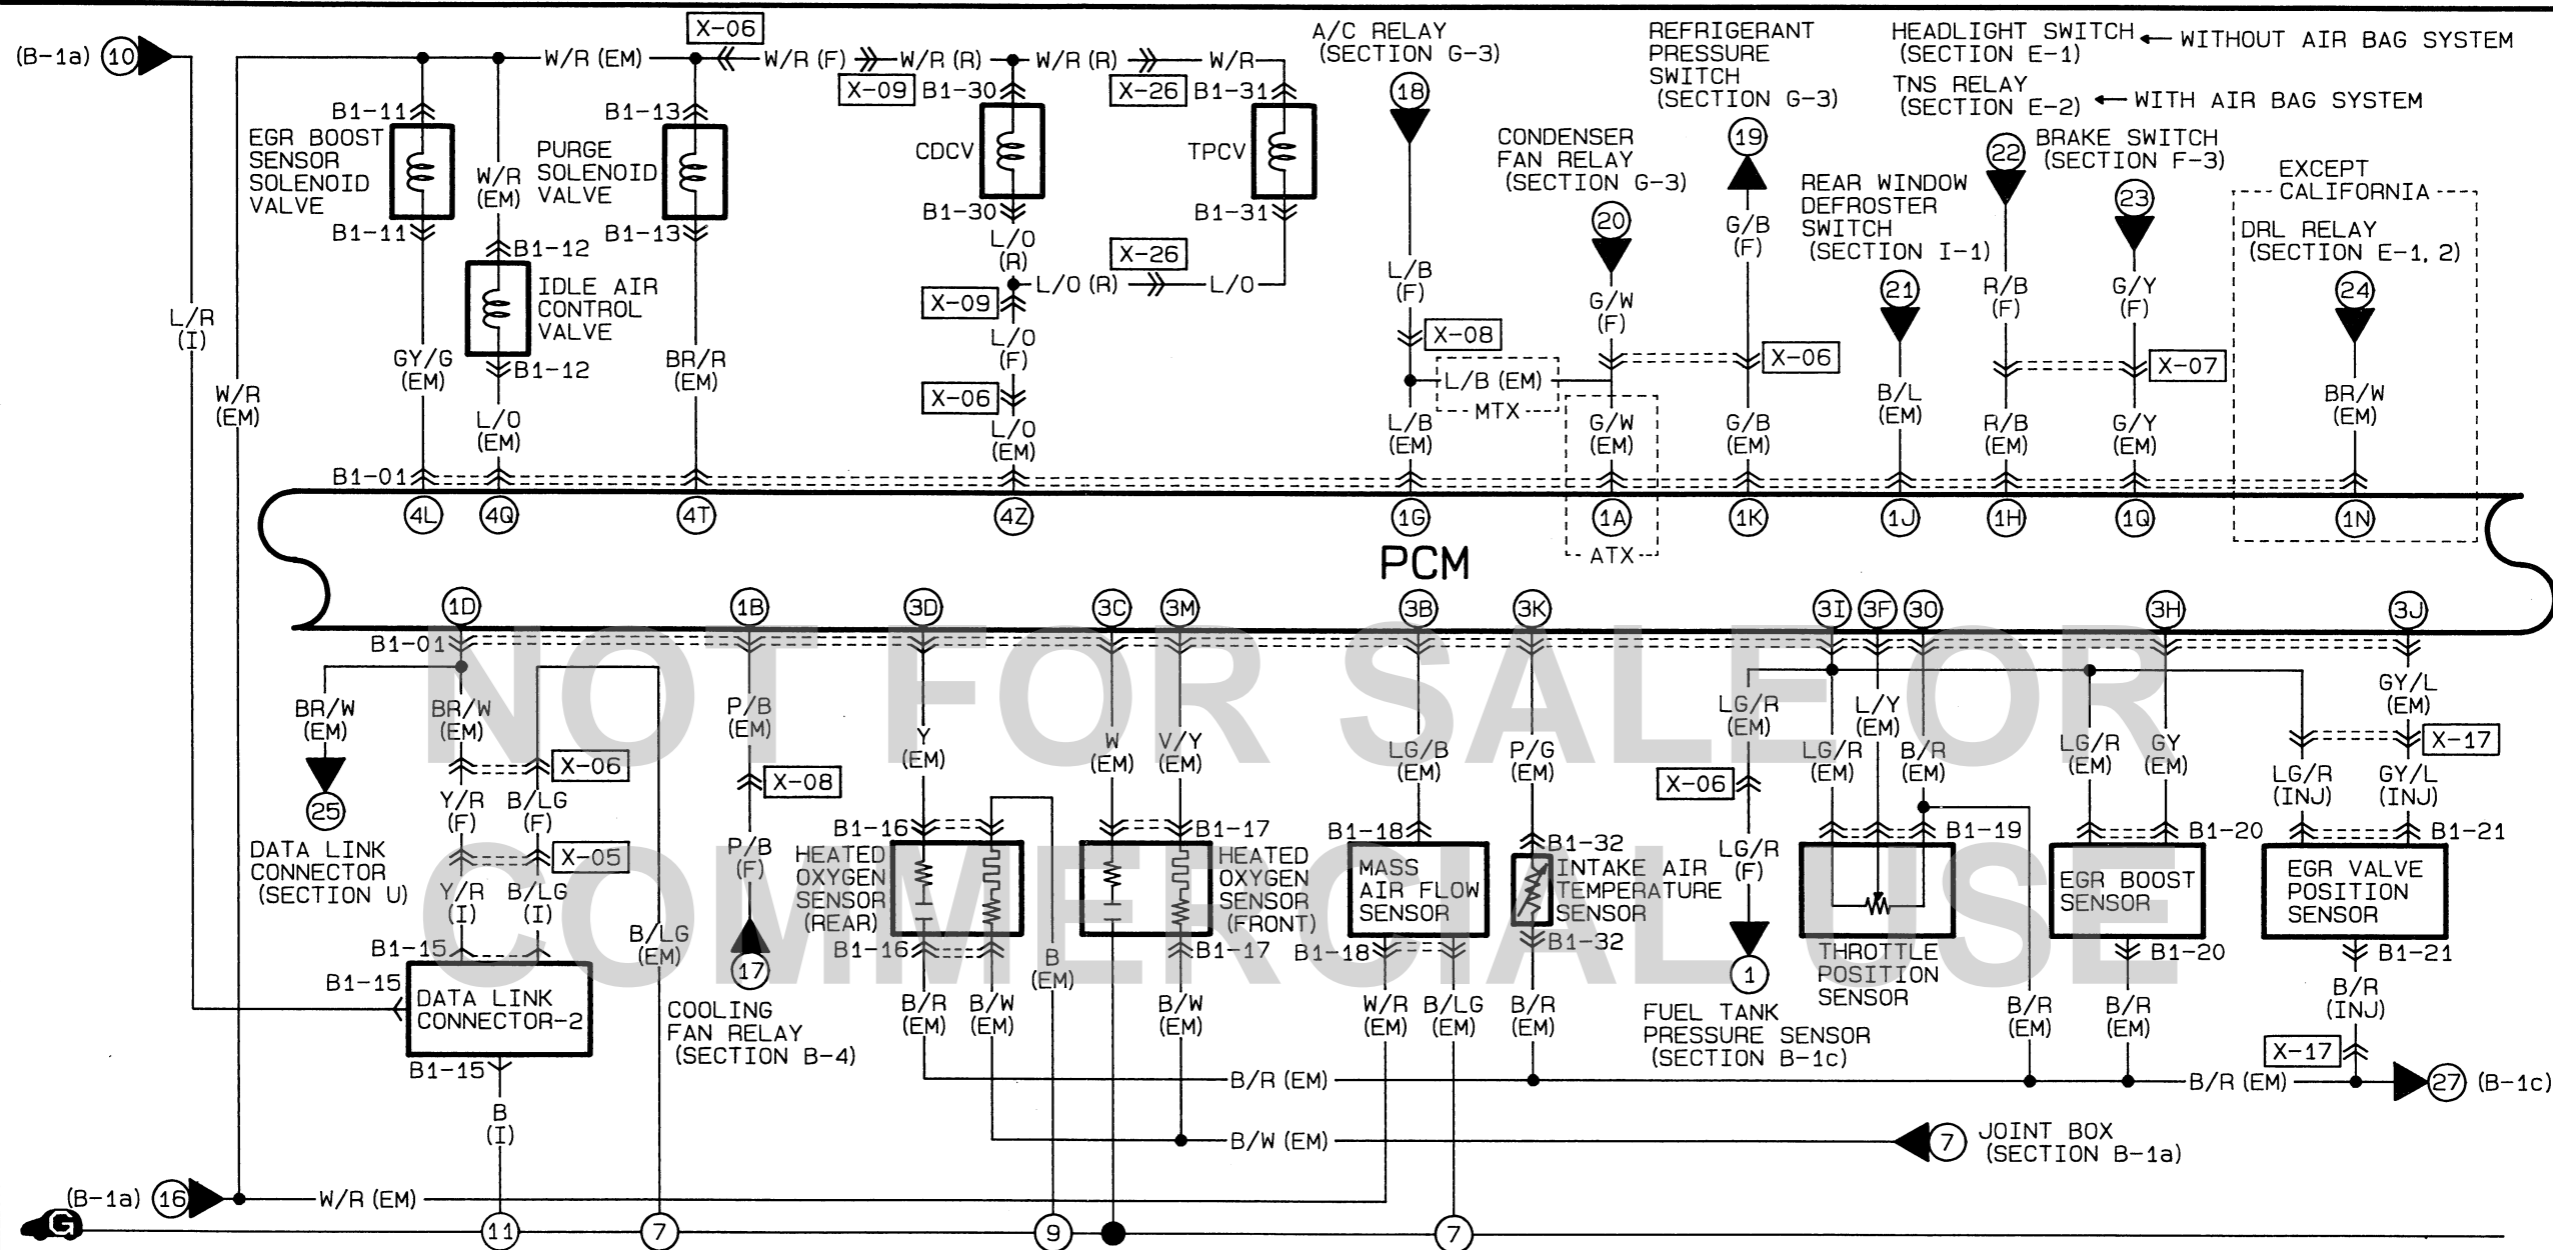 X-06
(B-1a) 10
W/R (EM)
W/R (F)
W/R (R)
W/R (R)
W/R
X-09
B1-30
X-26
B1-31
A/C RELAY
(SECTION G-3)
18
REFRIGERANT
PRESSURE
SWITCH
(SECTION G-3)
19
HEADLIGHT SWITCH
(SECTION E-1)
WITHOUT AIR BAG SYSTEM
TNS RELAY
(SECTION E-2)
WITH AIR BAG SYSTEM
22
BRAKE SWITCH
(SECTION F-3)
23
EXCEPT
CALIFORNIA
DRL RELAY
(SECTION E-1, 2)
24
CONDENSER
FAN RELAY
(SECTION G-3)
20
REAR WINDOW
DEFROSTER
SWITCH
(SECTION I-1)
21
B1-11
EGR BOOST
SENSOR
SOLENOID
VALVE
B1-11
W/R
(EM)
B1-12
IDLE AIR
CONTROL
VALVE
B1-12
B1-13
PURGE
SOLENOID
VALVE
B1-13
CDCV
B1-30
L/O
(R)
TPCV
B1-31
X-26
L/O (R)
L/O
X-09
L/O
(F)
X-06
L/O
(EM)
L/R
(I)
W/R
(EM)
GY/G
(EM)
L/O
(EM)
BR/R
(EM)
L/B
(F)
X-08
L/B (EM)
MTX
L/B
(EM)
G/W
(F)
G/W
(EM)
G/B
(F)
X-06
G/B
(EM)
B/L
(EM)
R/B
(F)
G/Y
(F)
X-07
R/B
(EM)
G/Y
(EM)
BR/W
(EM)
B1-01
4L 4Q 4T 4Z 1G 1A 1K 1J 1H 1Q 1N
ATX
PCM
1D 1B 3D 3C 3M 3B 3K 3I 3F 3O 3H 3J
B1-01
NOT FOR SALE OR
COMMERCIAL USE
BR/W
(EM)
BR/W
(EM)
25
DATA LINK
CONNECTOR
(SECTION U)
X-06
Y/R
(F)
B/LG
(F)
X-05
Y/R
(I)
B/LG
(I)
B1-15
B1-15
DATA LINK
CONNECTOR-2
B1-15
B
(I)
B/LG
(EM)
P/B
(EM)
X-08
P/B
(F)
17
COOLING
FAN RELAY
(SECTION B-4)
Y
(EM)
B1-16
HEATED
OXYGEN
SENSOR
(REAR)
B1-16
B/R
(EM)
B/W
(EM)
B
(EM)
W
(EM)
V/Y
(EM)
B1-17
HEATED
OXYGEN
SENSOR
(FRONT)
B1-17
B/W
(EM)
LG/B
(EM)
B1-18
MASS
AIR FLOW
SENSOR
B1-18
W/R
(EM)
B/LG
(EM)
P/G
(EM)
B1-32
INTAKE AIR
TEMPERATURE
SENSOR
B1-32
B/R
(EM)
LG/R
(EM)
X-06
LG/R
(F)
1
FUEL TANK
PRESSURE SENSOR
(SECTION B-1c)
LG/R
(EM)
L/Y
(EM)
B/R
(EM)
B1-19
THROTTLE
POSITION
SENSOR
B/R
(EM)
LG/R
(EM)
GY
(EM)
B1-20
EGR BOOST
SENSOR
B1-20
B/R
(EM)
GY/L
(EM)
X-17
LG/R
(INJ)
GY/L
(INJ)
B1-21
EGR VALVE
POSITION
SENSOR
B1-21
B/R
(INJ)
X-17
B/R (EM)
B/R (EM)
27 (B-1c)
B/W (EM)
7 JOINT BOX
(SECTION B-1a)
(B-1a) 16
W/R (EM)
G
11 7 9 7